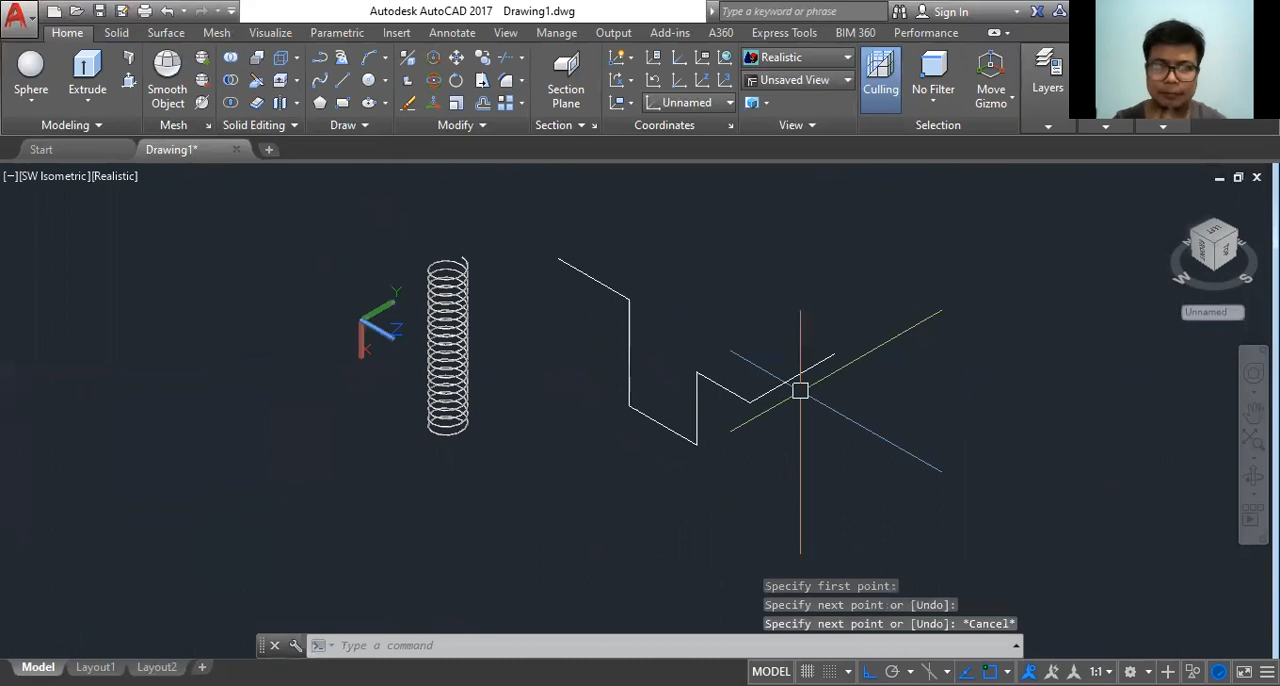 Autodesk AutoCAD 2017 Drawing1.dwg
Type a keyword or phrase
Sign In
Home Solid Surface Mesh Visualize Parametric Insert Annotate View Manage Output Add-ins A360 Express Tools BIM 360 Performance
Sphere
Extrude
Smooth
Object
Section
Plane
Realistic
Unsaved View
Unnamed
Culling
No Filter
Move
Gizmo
Layers
Modeling
Mesh
Solid Editing
Draw
Modify
Section
Coordinates
View
Selection
Start
Drawing1*
[−][SW Isometric][Realistic]
Y
Z
X
LEFT
FRONT
TOP
W
S
E
N
Unnamed
Specify first point:
Specify next point or [Undo]:
Specify next point or [Undo]: *Cancel*
Type a command
Model Layout1 Layout2
MODEL
1:1